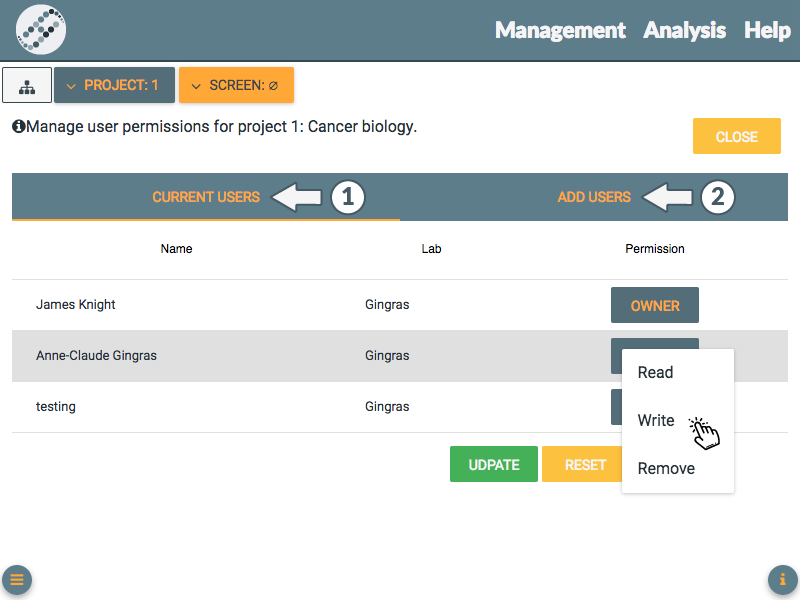 Management Analysis Help
PROJECT: 1 SCREEN: ∅
Manage user permissions for project 1: Cancer biology.
CLOSE
CURRENT USERS 1 ADD USERS 2
Name Lab Permission
James Knight Gingras OWNER
Anne-Claude Gingras Gingras
Read
testing Gingras
Write
UDPATE RESET
Remove